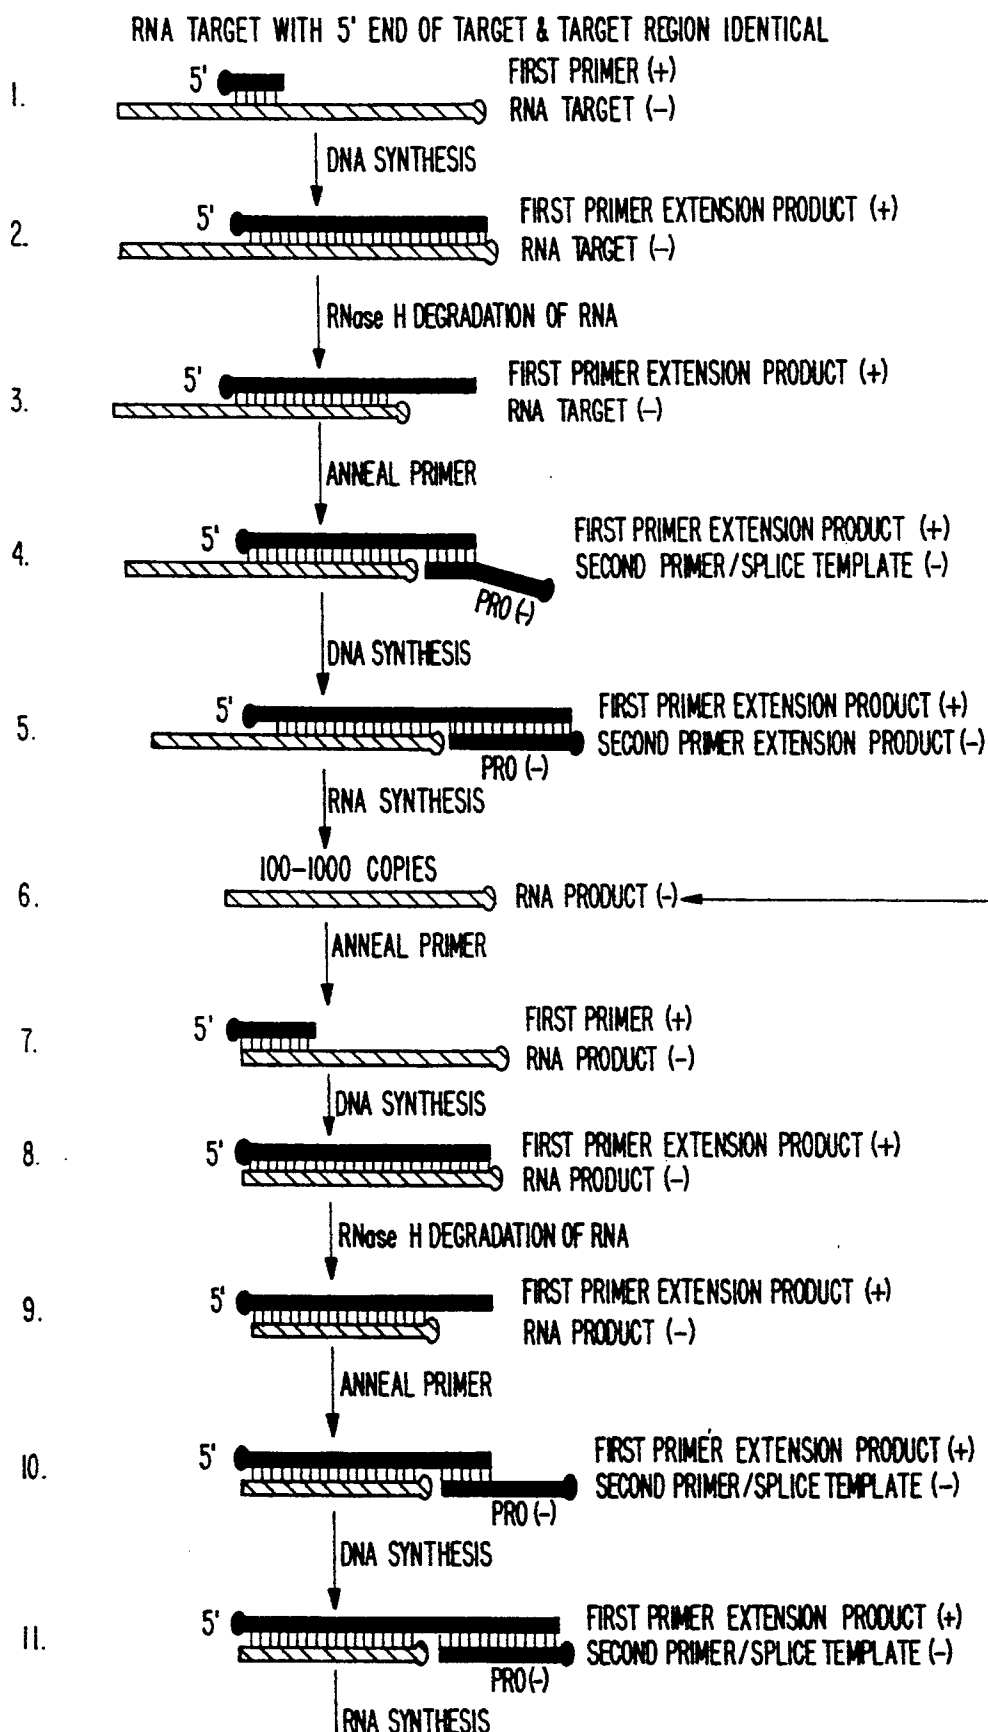 RNA TARGET WITH 5' END OF TARGET & TARGET REGION IDENTICAL
1.
5'
FIRST PRIMER (+)
RNA TARGET (–)
DNA SYNTHESIS
2.
5'
FIRST PRIMER EXTENSION PRODUCT (+)
RNA TARGET (–)
RNase H DEGRADATION OF RNA
3.
5'
FIRST PRIMER EXTENSION PRODUCT (+)
RNA TARGET (–)
ANNEAL PRIMER
4.
5'
FIRST PRIMER EXTENSION PRODUCT (+)
SECOND PRIMER/SPLICE TEMPLATE (–)
PRO (–)
DNA SYNTHESIS
5.
5'
FIRST PRIMER EXTENSION PRODUCT (+)
SECOND PRIMER EXTENSION PRODUCT (–)
PRO (–)
RNA SYNTHESIS
100–1000 COPIES
6.
RNA PRODUCT (–)
ANNEAL PRIMER
7.
5'
FIRST PRIMER (+)
RNA PRODUCT (–)
DNA SYNTHESIS
8.
5'
FIRST PRIMER EXTENSION PRODUCT (+)
RNA PRODUCT (–)
RNase H DEGRADATION OF RNA
9.
5'
FIRST PRIMER EXTENSION PRODUCT (+)
RNA PRODUCT (–)
ANNEAL PRIMER
10.
5'
FIRST PRIMER EXTENSION PRODUCT (+)
SECOND PRIMER/SPLICE TEMPLATE (–)
PRO (–)
DNA SYNTHESIS
11.
5'
FIRST PRIMER EXTENSION PRODUCT (+)
SECOND PRIMER/SPLICE TEMPLATE (–)
PRO (–)
RNA SYNTHESIS